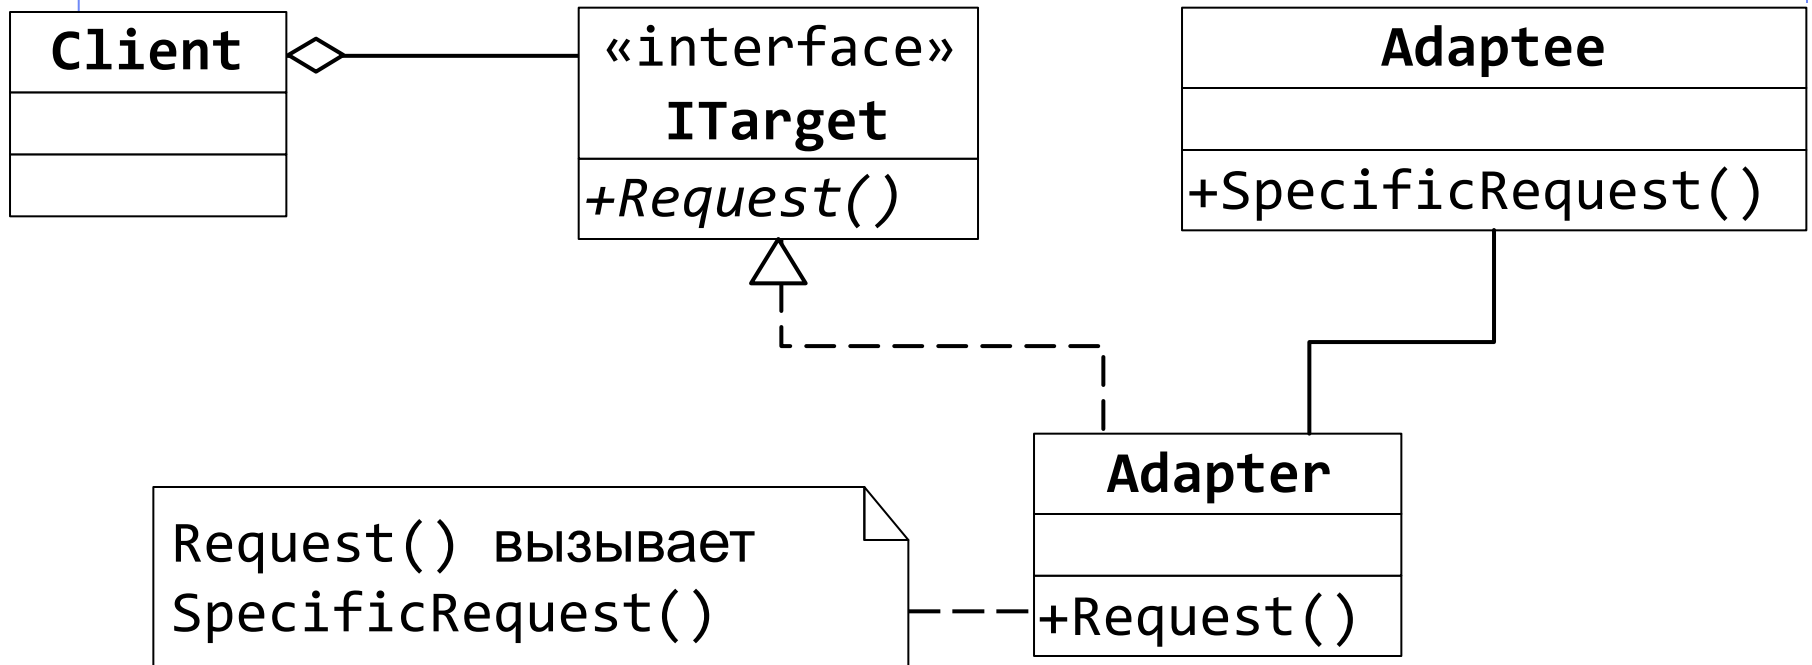 Client
«interface»
ITarget
+Request()
Adaptee
+SpecificRequest()
Adapter
+Request()
Request() вызывает
SpecificRequest()